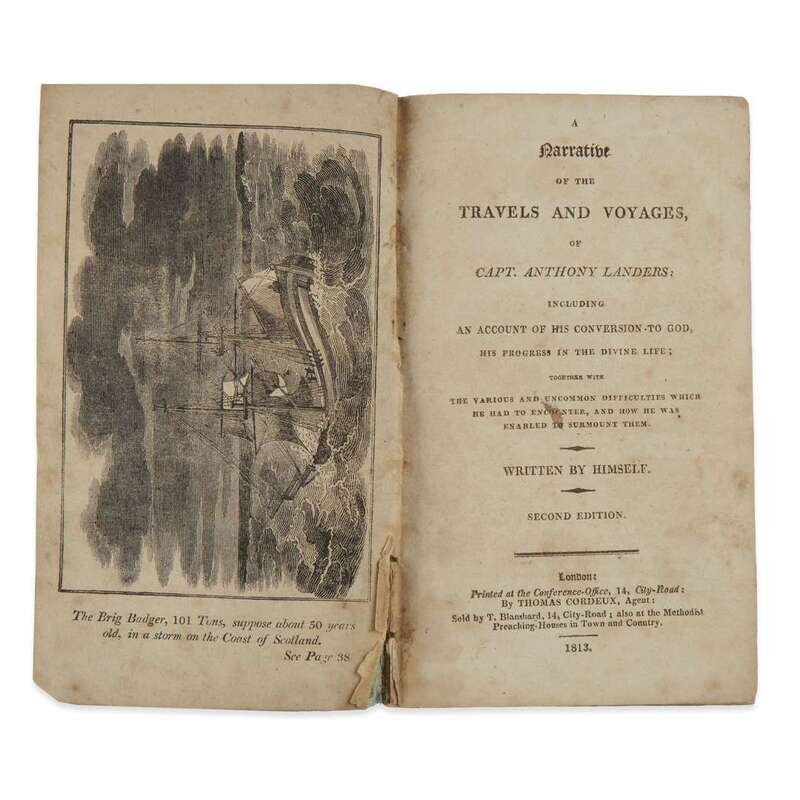 The Brig Badger, 101 Tons, suppose about 50 years
old, in a storm on the Coast of Scotland.
See Page 38
A
Narrative
OF THE
TRAVELS AND VOYAGES,
OF
CAPT. ANTHONY LANDERS:
INCLUDING
AN ACCOUNT OF HIS CONVERSION TO GOD,
HIS PROGRESS IN THE DIVINE LIFE;
TOGETHER WITH
THE VARIOUS AND UNCOMMON DIFFICULTIES WHICH
HE HAD TO ENCOUNTER, AND HOW HE WAS
ENABLED TO SURMOUNT THEM.
WRITTEN BY HIMSELF.
SECOND EDITION.
London:
Printed at the Conference-Office, 14, City-Road:
By THOMAS CORDEUX, Agent:
Sold by T. Blanshard, 14, City-Road; also at the Methodist
Preaching-Houses in Town and Country.
1813.